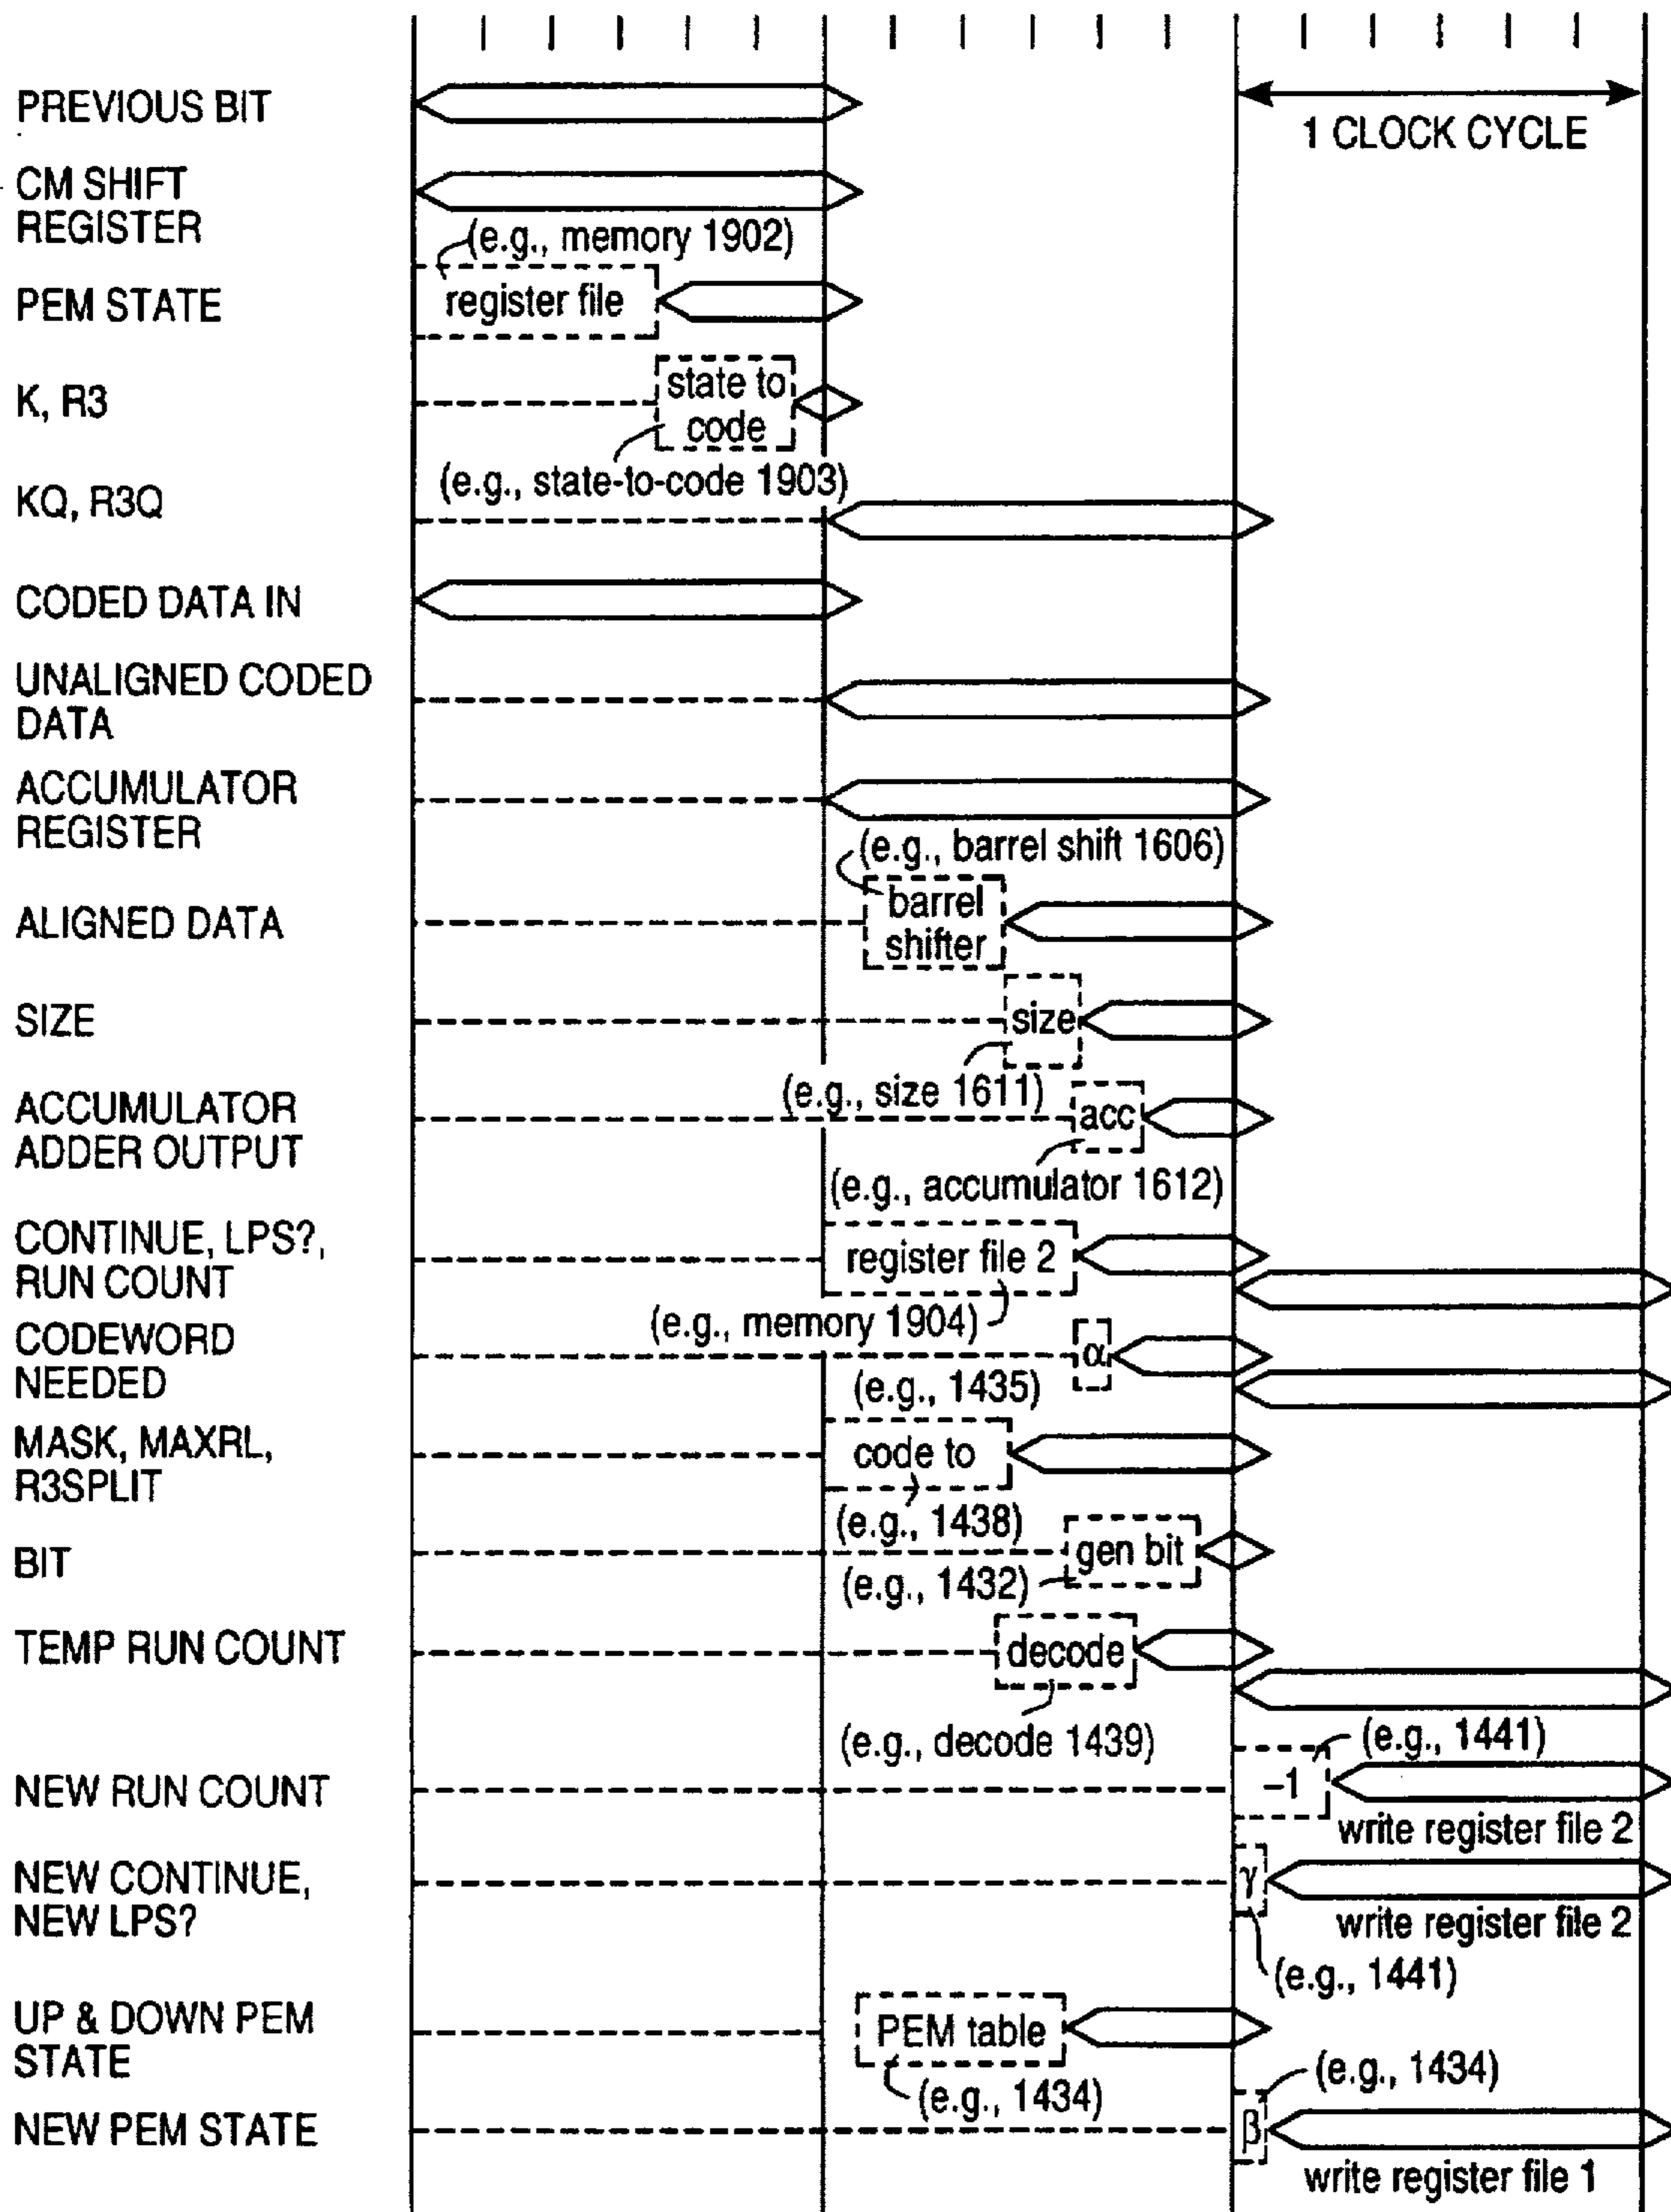 PREVIOUS BIT
1 CLOCK CYCLE
CM SHIFT
REGISTER
(e.g., memory 1902)
PEM STATE
register file
K, R3
state to
code
(e.g., state-to-code 1903)
KQ, R3Q
CODED DATA IN
UNALIGNED CODED
DATA
ACCUMULATOR
REGISTER
(e.g., barrel shift 1606)
ALIGNED DATA
barrel
shifter
SIZE
size
(e.g., size 1611)
ACCUMULATOR
ADDER OUTPUT
acc
(e.g., accumulator 1612)
CONTINUE, LPS?,
RUN COUNT
register file 2
(e.g., memory 1904)
CODEWORD
NEEDED
α
(e.g., 1435)
MASK, MAXRL,
R3SPLIT
code to
(e.g., 1438)
BIT
gen bit
(e.g., 1432)
TEMP RUN COUNT
decode
(e.g., decode 1439)
(e.g., 1441)
NEW RUN COUNT
–1
write register file 2
NEW CONTINUE,
NEW LPS?
γ
write register file 2
(e.g., 1441)
UP & DOWN PEM
STATE
PEM table
(e.g., 1434)
(e.g., 1434)
NEW PEM STATE
β
write register file 1